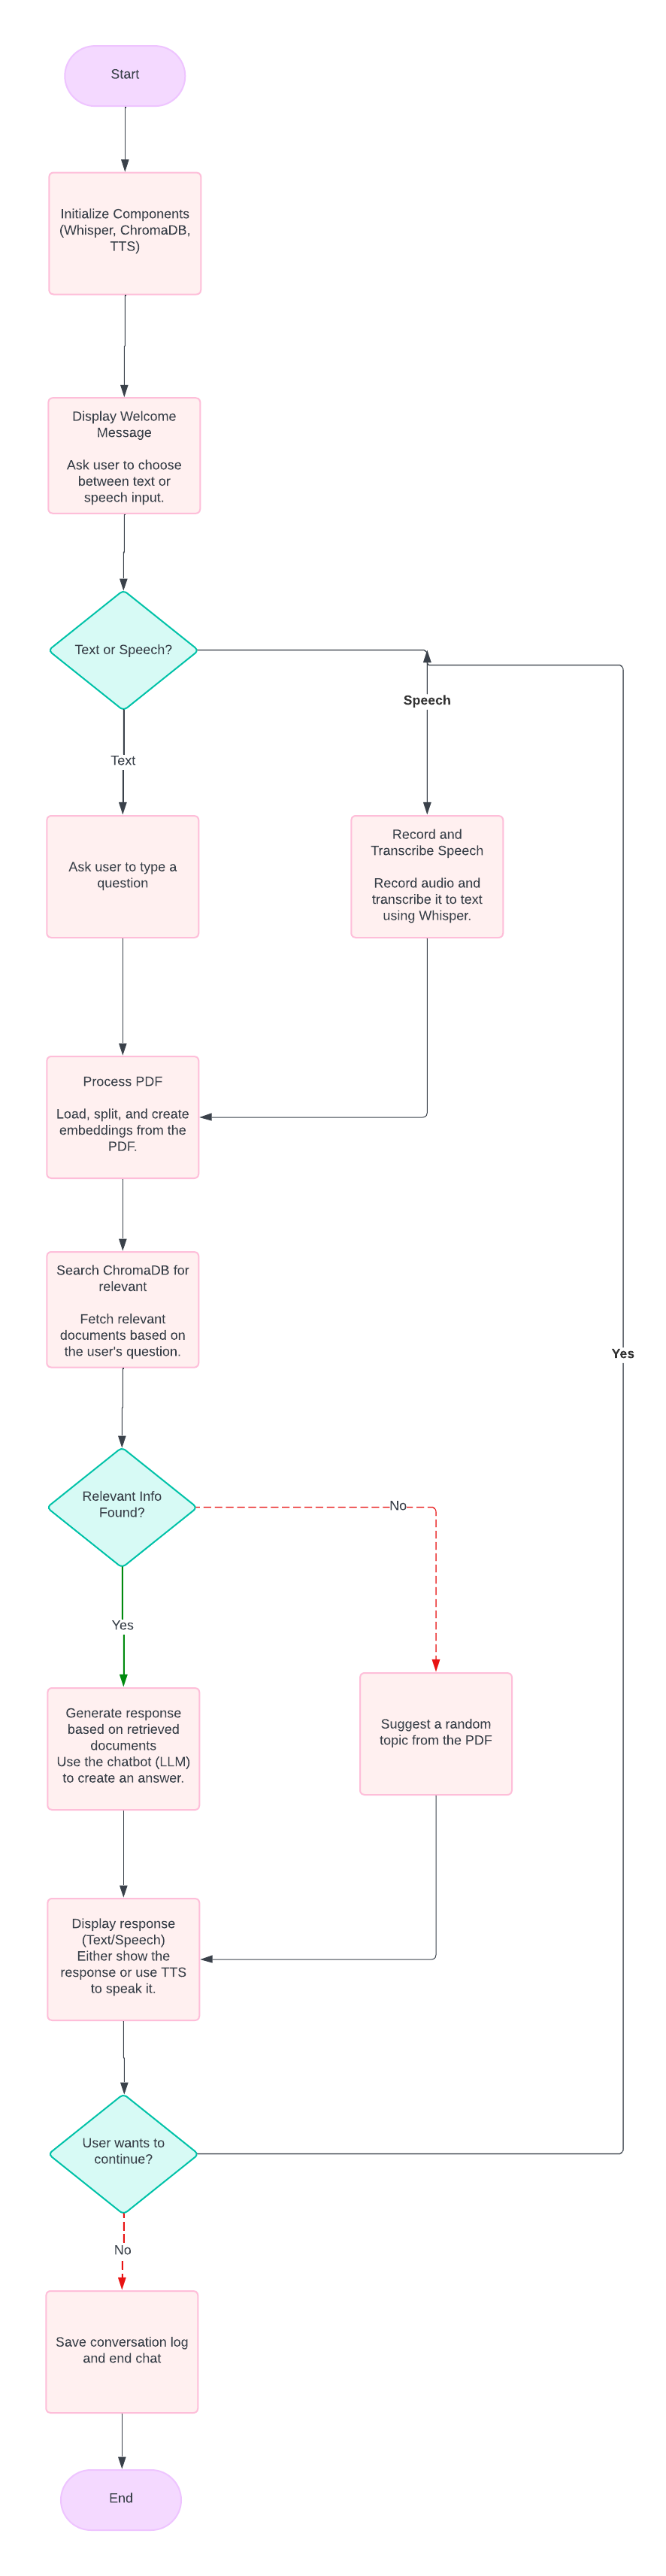 Start
Initialize Components
(Whisper, ChromaDB,
TTS)
Display Welcome
Message
Ask user to choose
between text or
speech input.
Text or Speech?
Speech
Text
Ask user to type a
question
Record and
Transcribe Speech
Record audio and
transcribe it to text
using Whisper.
Process PDF
Load, split, and create
embeddings from the
PDF.
Search ChromaDB for
relevant
Fetch relevant
documents based on
the user's question.
Yes
Relevant Info
Found?
No
Yes
Generate response
based on retrieved
documents
Use the chatbot (LLM)
to create an answer.
Suggest a random
topic from the PDF
Display response
(Text/Speech)
Either show the
response or use TTS
to speak it.
User wants to
continue?
No
Save conversation log
and end chat
End